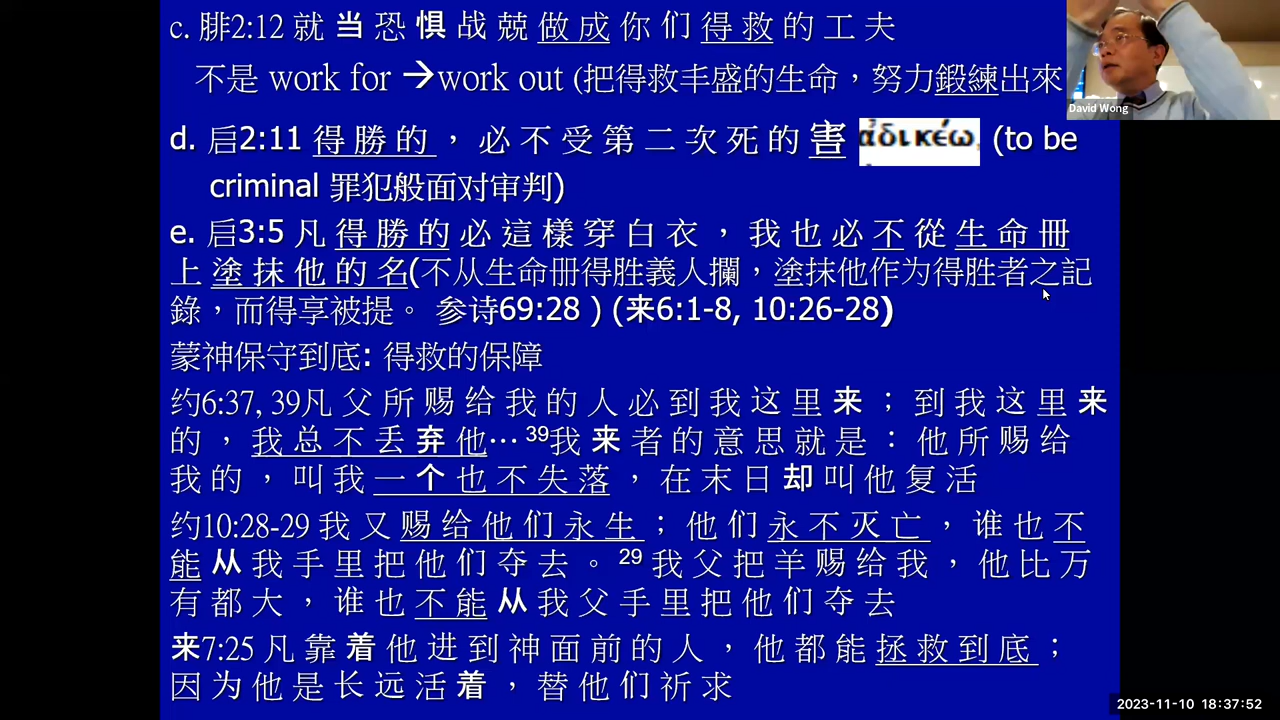 c. 腓2:12 就当恐惧战兢做成你们得救的工夫
不是 work for →work out (把得救丰盛的生命，努力鍛練出來
David Wong
d. 启2:11 得勝的，必不受第二次死的害 ἀδικέω, (to be
criminal 罪犯般面对审判)
e. 启3:5 凡得勝的必這樣穿白衣，我也必不從生命冊
上塗抹他的名(不从生命册得胜義人攔，塗抹他作为得胜者之記
錄，而得享被提。 参诗69:28 ) (来6:1-8, 10:26-28)
蒙神保守到底: 得救的保障
约6:37, 39凡父所赐给我的人必到我这里来；到我这里来
的，我总不丢弃他… 39我来者的意思就是：他所赐给
我的，叫我一个也不失落，在末日却叫他复活
约10:28-29 我又赐给他们永生；他们永不灭亡，谁也不
能从我手里把他们夺去。29 我父把羊赐给我，他比万
有都大，谁也不能从我父手里把他们夺去
来7:25 凡靠着他进到神面前的人，他都能拯救到底；
因为他是长远活着，替他们祈求
2023-11-10 18:37:52